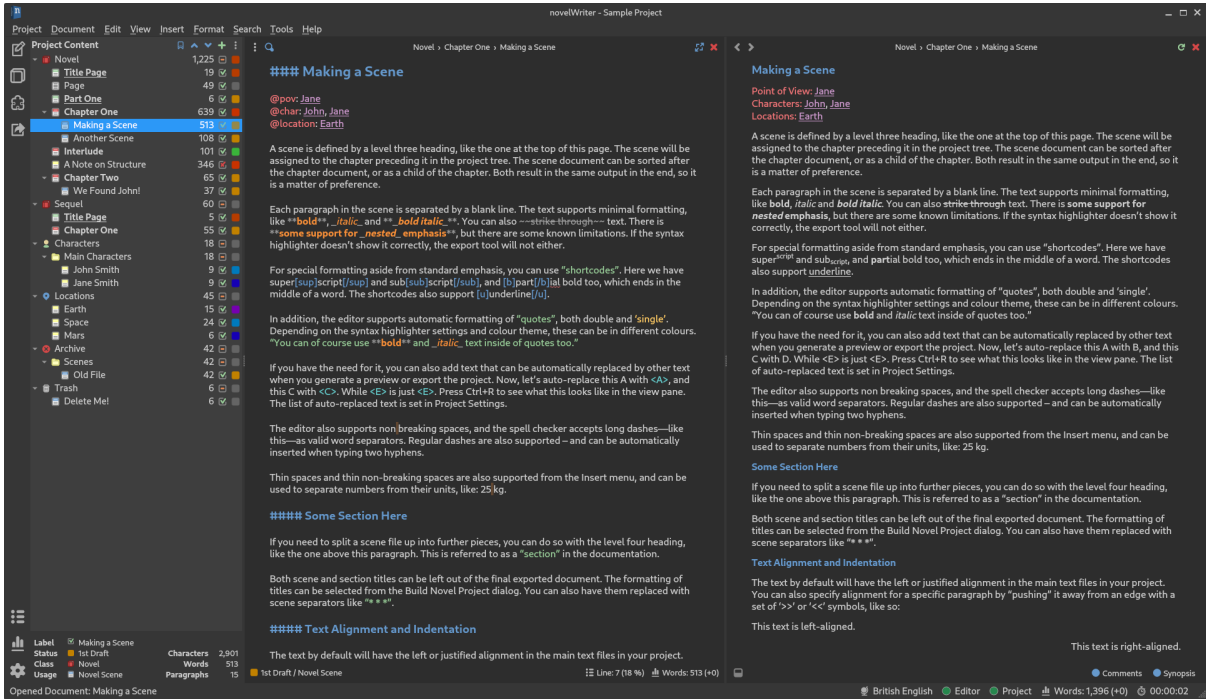 novelWriter - Sample Project
Project Document Edit View Insert Format Search Tools Help
Project Content
Novel 1,225
Title Page 19
Page 49
Part One 6
Chapter One 639
Making a Scene 513
Another Scene 108
Interlude 101
A Note on Structure 346
Chapter Two 65
We Found John! 37
Sequel 60
Title Page 5
Chapter One 55
Characters 18
Main Characters 18
John Smith 9
Jane Smith 9
Locations 45
Earth 15
Space 24
Mars 6
Archive 42
Scenes 42
Old File 42
Trash 6
Delete Me! 6
Label Making a Scene
Status 1st Draft Characters 2,901
Class Novel Words 513
Usage Novel Scene Paragraphs 15
Novel › Chapter One › Making a Scene
### Making a Scene
@pov: Jane
@char: John, Jane
@location: Earth
A scene is defined by a level three heading, like the one at the top of this page. The scene will be
assigned to the chapter preceding it in the project tree. The scene document can be sorted after
the chapter document, or as a child of the chapter. Both result in the same output in the end, so it
is a matter of preference.
Each paragraph in the scene is separated by a blank line. The text supports minimal formatting,
like **bold**, _italic_ and **_bold italic_**. You can also ~~strike through~~ text. There is
**some support for _nested_ emphasis**, but there are some known limitations. If the syntax
highlighter doesn't show it correctly, the export tool will not either.
For special formatting aside from standard emphasis, you can use “shortcodes”. Here we have
super[sup]script[/sup] and sub[sub]script[/sub], and [b]part[/b]ial bold too, which ends in the
middle of a word. The shortcodes also support [u]underline[/u].
In addition, the editor supports automatic formatting of “quotes”, both double and ‘single’.
Depending on the syntax highlighter settings and colour theme, these can be in different colours.
“You can of course use **bold** and _italic_ text inside of quotes too.”
If you have the need for it, you can also add text that can be automatically replaced by other text
when you generate a preview or export the project. Now, let’s auto-replace this A with <A>, and
this C with <C>. While <E> is just <E>. Press Ctrl+R to see what this looks like in the view pane.
The list of auto-replaced text is set in Project Settings.
The editor also supports non breaking spaces, and the spell checker accepts long dashes—like
this—as valid word separators. Regular dashes are also supported – and can be automatically
inserted when typing two hyphens.
Thin spaces and thin non-breaking spaces are also supported from the Insert menu, and can be
used to separate numbers from their units, like: 25 kg.
#### Some Section Here
If you need to split a scene file up into further pieces, you can do so with the level four heading,
like the one above this paragraph. This is referred to as a “section” in the documentation.
Both scene and section titles can be left out of the final exported document. The formatting of
titles can be selected from the Build Novel Project dialog. You can also have them replaced with
scene separators like “* * *”.
#### Text Alignment and Indentation
The text by default will have the left or justified alignment in the main text files in your project.
1st Draft / Novel Scene Line: 7 (18 %) Words: 513 (+0)
Novel › Chapter One › Making a Scene
Making a Scene
Point of View: Jane
Characters: John, Jane
Locations: Earth
A scene is defined by a level three heading, like the one at the top of this page. The scene will be
assigned to the chapter preceding it in the project tree. The scene document can be sorted after
the chapter document, or as a child of the chapter. Both result in the same output in the end, so it
is a matter of preference.
Each paragraph in the scene is separated by a blank line. The text supports minimal formatting,
like bold, italic and bold italic. You can also strike through text. There is some support for
nested emphasis, but there are some known limitations. If the syntax highlighter doesn't show it
correctly, the export tool will not either.
For special formatting aside from standard emphasis, you can use “shortcodes”. Here we have
superscript and subscript, and partial bold too, which ends in the middle of a word. The shortcodes
also support underline.
In addition, the editor supports automatic formatting of “quotes”, both double and ‘single’.
Depending on the syntax highlighter settings and colour theme, these can be in different colours.
“You can of course use bold and italic text inside of quotes too.”
If you have the need for it, you can also add text that can be automatically replaced by other text
when you generate a preview or export the project. Now, let’s auto-replace this A with B, and this
C with D. While <E> is just <E>. Press Ctrl+R to see what this looks like in the view pane. The list
of auto-replaced text is set in Project Settings.
The editor also supports non breaking spaces, and the spell checker accepts long dashes—like
this—as valid word separators. Regular dashes are also supported – and can be automatically
inserted when typing two hyphens.
Thin spaces and thin non-breaking spaces are also supported from the Insert menu, and can be
used to separate numbers from their units, like: 25 kg.
Some Section Here
If you need to split a scene file up into further pieces, you can do so with the level four heading,
like the one above this paragraph. This is referred to as a “section” in the documentation.
Both scene and section titles can be left out of the final exported document. The formatting of
titles can be selected from the Build Novel Project dialog. You can also have them replaced with
scene separators like “* * *”.
Text Alignment and Indentation
The text by default will have the left or justified alignment in the main text files in your project.
You can also specify alignment for a specific paragraph by “pushing” it away from an edge with a
set of ‘>>’ or ‘<<’ symbols, like so:
This text is left-aligned.
This text is right-aligned.
Comments Synopsis
Opened Document: Making a Scene
British English Editor Project Words: 1,396 (+0) 00:00:02